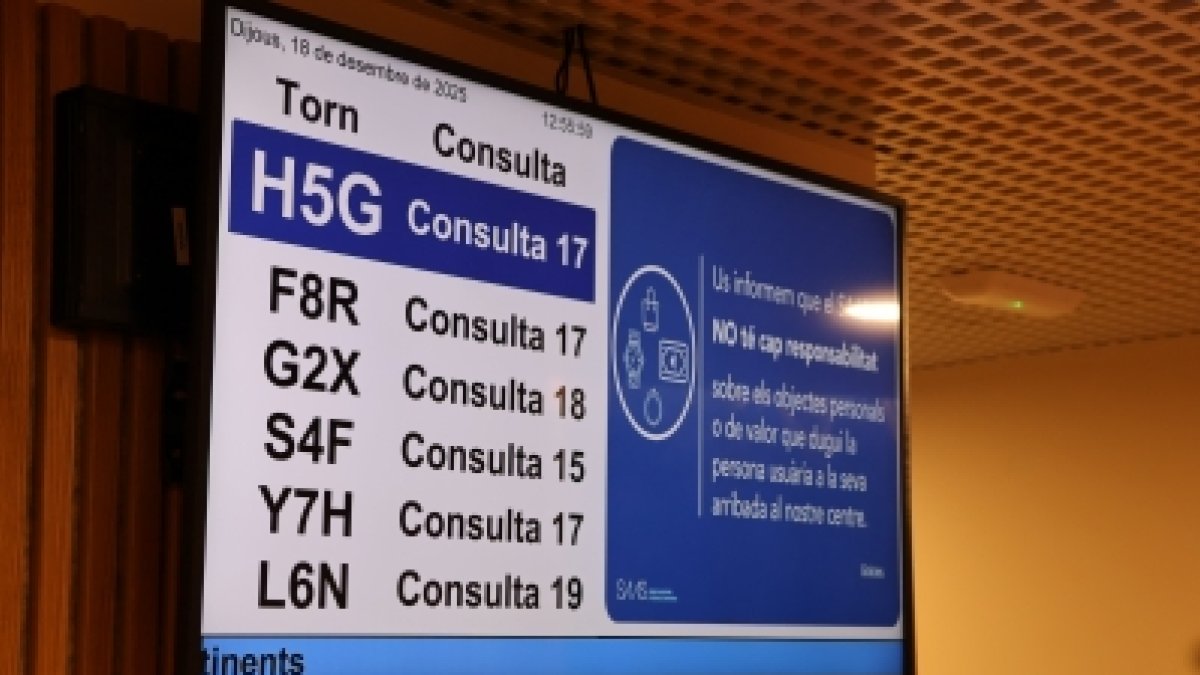 Dijous, 18 de desembre de 2025
12:55:59
Torn Consulta
H5G Consulta 17
F8R Consulta 17
G2X Consulta 18
S4F Consulta 15
Y7H Consulta 17
L6N Consulta 19
Us informem que el
NO té cap responsabilitat
sobre els objectes personals
o de valor que dugui la
persona usuària a la seva
arribada al nostre centre.
Gràcies
tinents